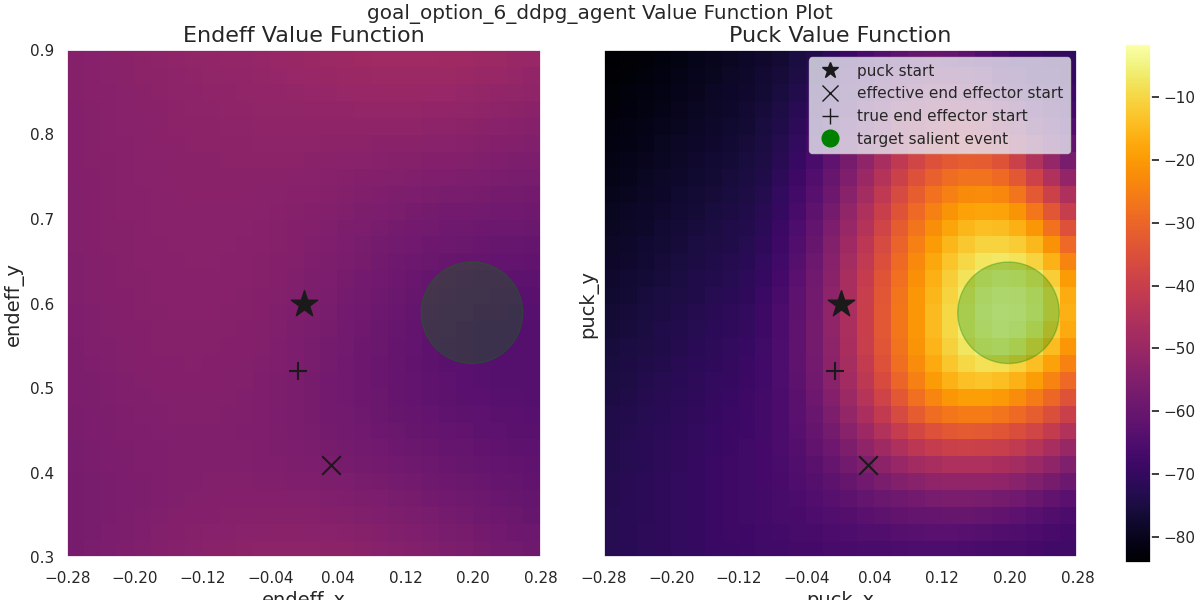 goal_option_6_ddpg_agent Value Function Plot
Endeff Value Function
Puck Value Function
0.9
0.8
0.7
0.6
0.5
0.4
0.3
endeff_y
−0.28 −0.20 −0.12 −0.04 0.04 0.12 0.20 0.28
endeff_x
puck_y
puck start
effective end effector start
true end effector start
target salient event
−0.28 −0.20 −0.12 −0.04 0.04 0.12 0.20 0.28
puck_x
−10
−20
−30
−40
−50
−60
−70
−80